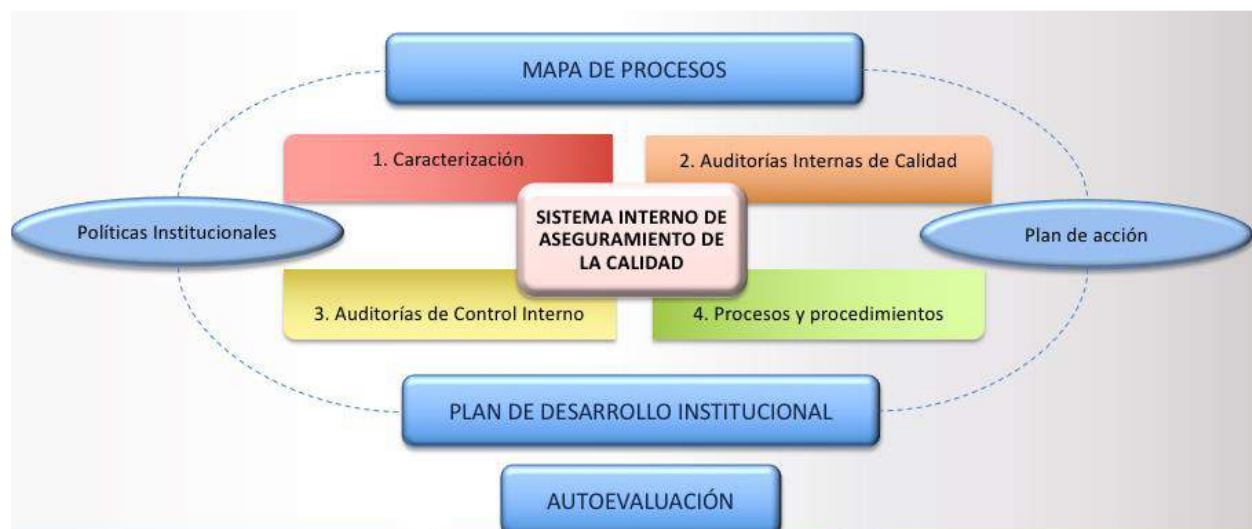 MAPA DE PROCESOS
1. Caracterización
2. Auditorías Internas de Calidad
Políticas Institucionales
SISTEMA INTERNO DE
ASEGURAMIENTO DE
LA CALIDAD
Plan de acción
3. Auditorías de Control Interno
4. Procesos y procedimientos
PLAN DE DESARROLLO INSTITUCIONAL
AUTOEVALUACIÓN